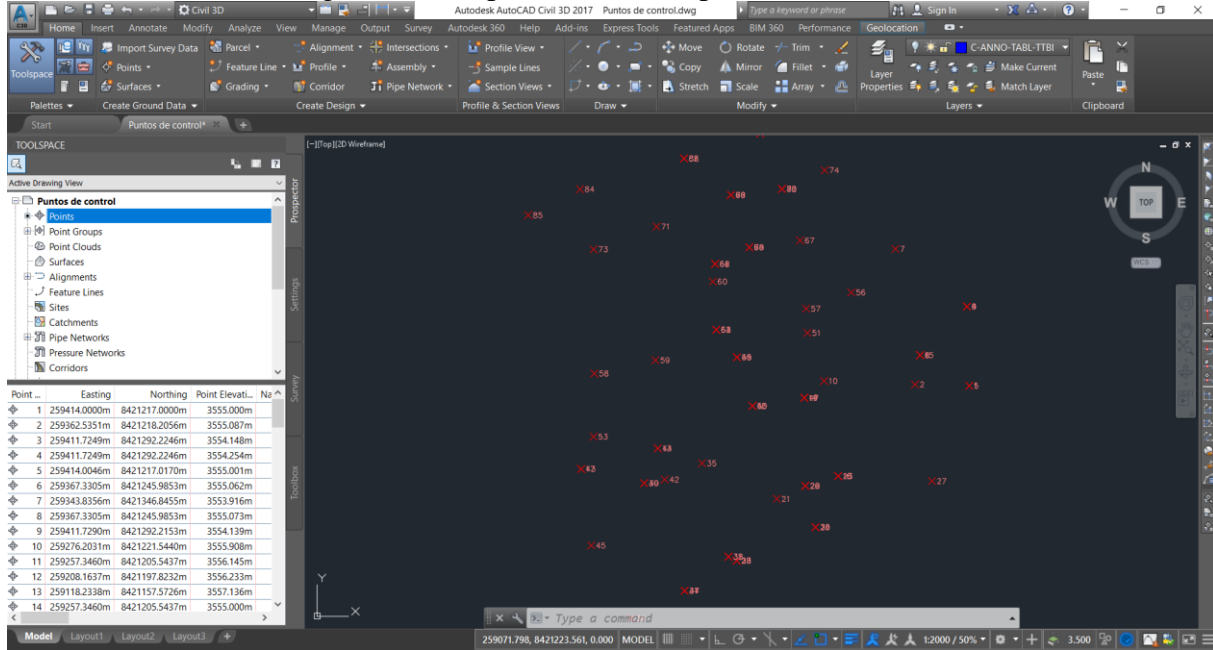 Civil 3D Autodesk AutoCAD Civil 3D 2017 Puntos de control.dwg Type a keyword or phrase Sign In
Home Insert Annotate Modify Analyze View Manage Output Survey Autodesk 360 Help Add-ins Express Tools Featured Apps BIM 360 Performance Geolocation
Import Survey Data Parcel Alignment Intersections Profile View Move Rotate Trim C-ANNO-TABL-TTBI
Toolspace Points Feature Line Profile Assembly Sample Lines Copy Mirror Fillet Layer Properties Make Current Paste
Surfaces Grading Corridor Pipe Network Section Views Stretch Scale Array Match Layer
Palettes Create Ground Data Create Design Profile & Section Views Draw Modify Layers Clipboard
Start Puntos de control*
TOOLSPACE [-][Top][2D Wireframe]
Active Drawing View
Prospector
Settings
Survey
Toolbox
Puntos de control
Points
Point Groups
Point Clouds
Surfaces
Alignments
Feature Lines
Sites
Catchments
Pipe Networks
Pressure Networks
Corridors
Point ... Easting Northing Point Elevati... Na
1 259414.0000m 8421217.0000m 3555.000m
2 259362.5351m 8421218.2056m 3555.087m
3 259411.7249m 8421292.2246m 3554.148m
4 259411.7249m 8421292.2246m 3554.254m
5 259414.0046m 8421217.0170m 3555.001m
6 259367.3305m 8421245.9853m 3555.062m
7 259343.8356m 8421346.8455m 3553.916m
8 259367.3305m 8421245.9853m 3555.073m
9 259411.7290m 8421292.2153m 3554.139m
10 259276.2031m 8421221.5440m 3555.908m
11 259257.3460m 8421205.5437m 3556.145m
12 259208.1637m 8421197.8232m 3556.233m
13 259118.2338m 8421157.5726m 3557.136m
14 259257.3460m 8421205.5437m 3555.000m
74
84
85
71
67
73
7
60
56
57
51
59
58
10
2
53
35
42
27
21
45
N
W TOP E
S
WCS
Y
X
Type a command
Model Layout1 Layout2 Layout3 + 259071.798, 8421223.561, 0.000 MODEL 1:2000 / 50% 3.500